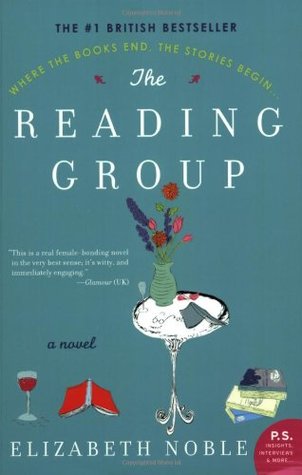 THE #1 BRITISH BESTSELLER
WHERE THE BOOKS END, THE STORIES BEGIN...
The
READING
GROUP
"This is a real female-bonding novel
in the very best sense; it's witty, and
immediately engaging."
—Glamour (UK)
a novel
P.S.
INSIGHTS,
INTERVIEWS
& MORE...
ELIZABETH NOBLE